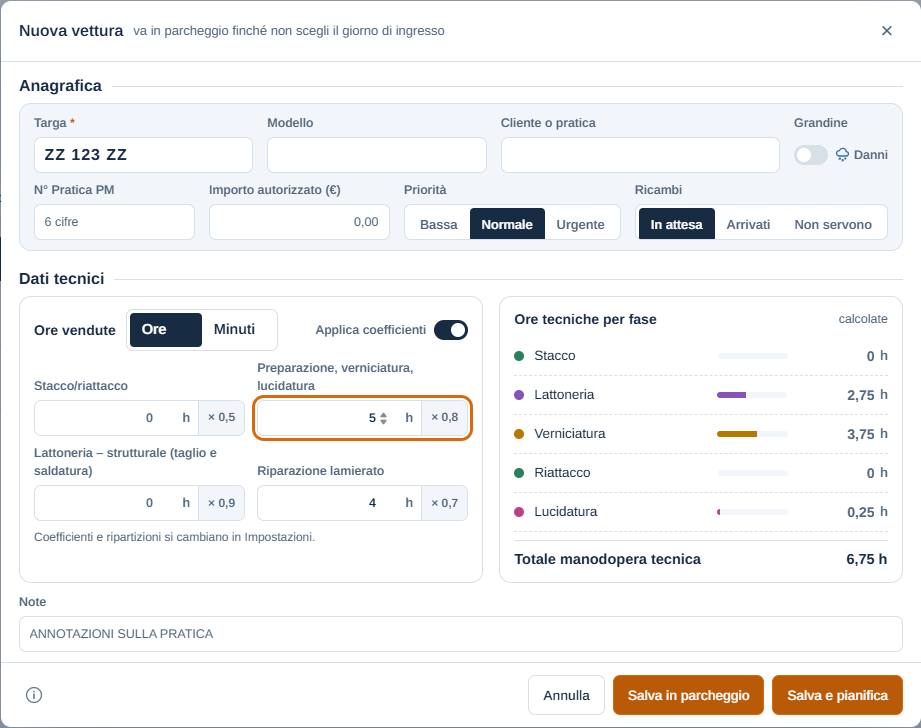 Nuova vettura va in parcheggio finché non scegli il giorno di ingresso
Anagrafica
Targa * Modello Cliente o pratica Grandine
ZZ 123 ZZ Danni
N° Pratica PM Importo autorizzato (€) Priorità Ricambi
6 cifre 0,00 Bassa Normale Urgente In attesa Arrivati Non servono
Dati tecnici
Ore vendute Ore Minuti Applica coefficienti
Stacco/riattacco
0 h × 0,5
Preparazione, verniciatura,
lucidatura
5 h × 0,8
Lattoneria – strutturale (taglio e
saldatura)
0 h × 0,9
Riparazione lamierato
4 h × 0,7
Coefficienti e ripartizioni si cambiano in Impostazioni.
Ore tecniche per fase calcolate
Stacco 0 h
Lattoneria 2,75 h
Verniciatura 3,75 h
Riattacco 0 h
Lucidatura 0,25 h
Totale manodopera tecnica 6,75 h
Note
ANNOTAZIONI SULLA PRATICA
Annulla Salva in parcheggio Salva e pianifica